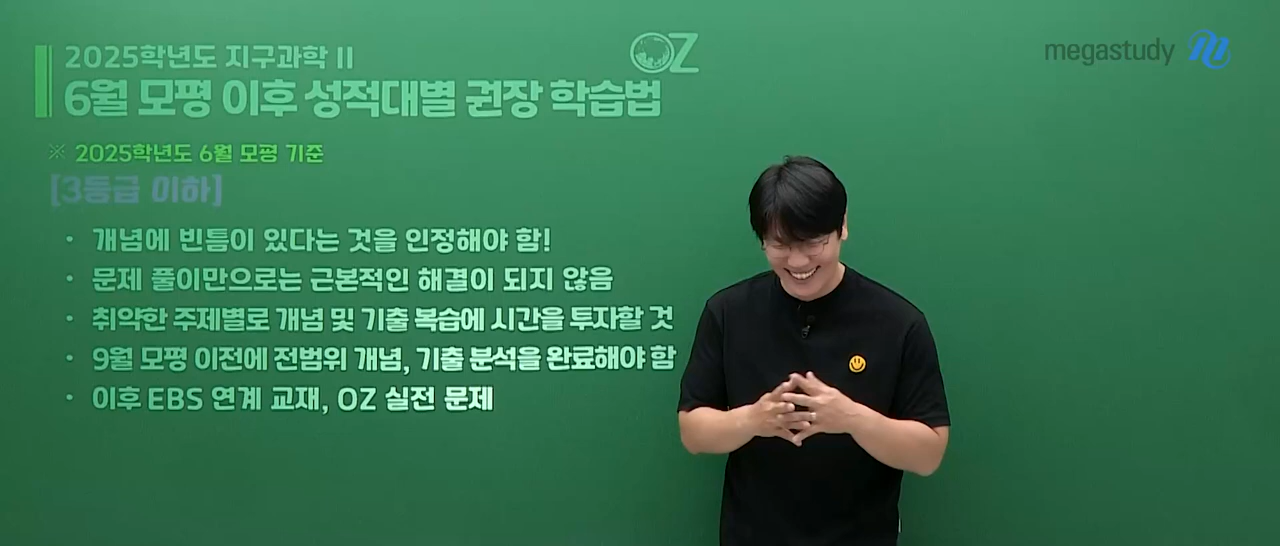 2025학년도 지구과학 II
OZ
megastudy
6월 모평 이후 성적대별 권장 학습법
※ 2025학년도 6월 모평 기준
[3등급 이하]
• 개념에 빈틈이 있다는 것을 인정해야 함!
• 문제 풀이만으로는 근본적인 해결이 되지 않음
• 취약한 주제별로 개념 및 기출 복습에 시간을 투자할 것
• 9월 모평 이전에 전범위 개념, 기출 분석을 완료해야 함
• 이후 EBS 연계 교재, OZ 실전 문제